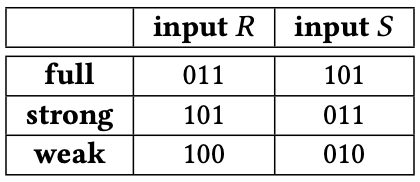 input R input S
full 011 101
strong 101 011
weak 100 010